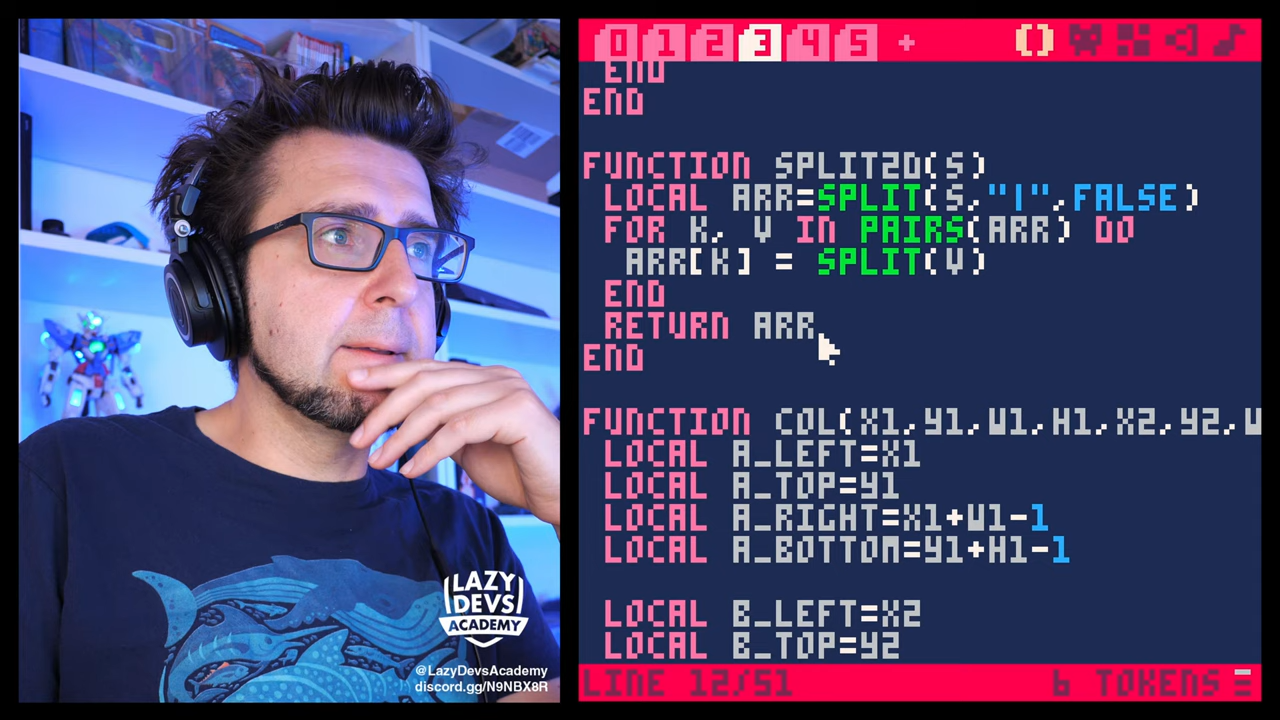 LAZY
DEVS
ACADEMY
@LazyDevsAcademy
discord.gg/N9NBX8R
0 1 2 3 4 5 +
END
END
FUNCTION SPLIT2D(S)
LOCAL ARR=SPLIT(S,"|",FALSE)
FOR K, V IN PAIRS(ARR) DO
ARR[K] = SPLIT(V)
END
RETURN ARR
END
FUNCTION COL(X1,Y1,W1,H1,X2,Y2,W
LOCAL A_LEFT=X1
LOCAL A_TOP=Y1
LOCAL A_RIGHT=X1+W1-1
LOCAL A_BOTTOM=Y1+H1-1
LOCAL B_LEFT=X2
LOCAL B_TOP=Y2
LINE 12/51
6 TOKENS